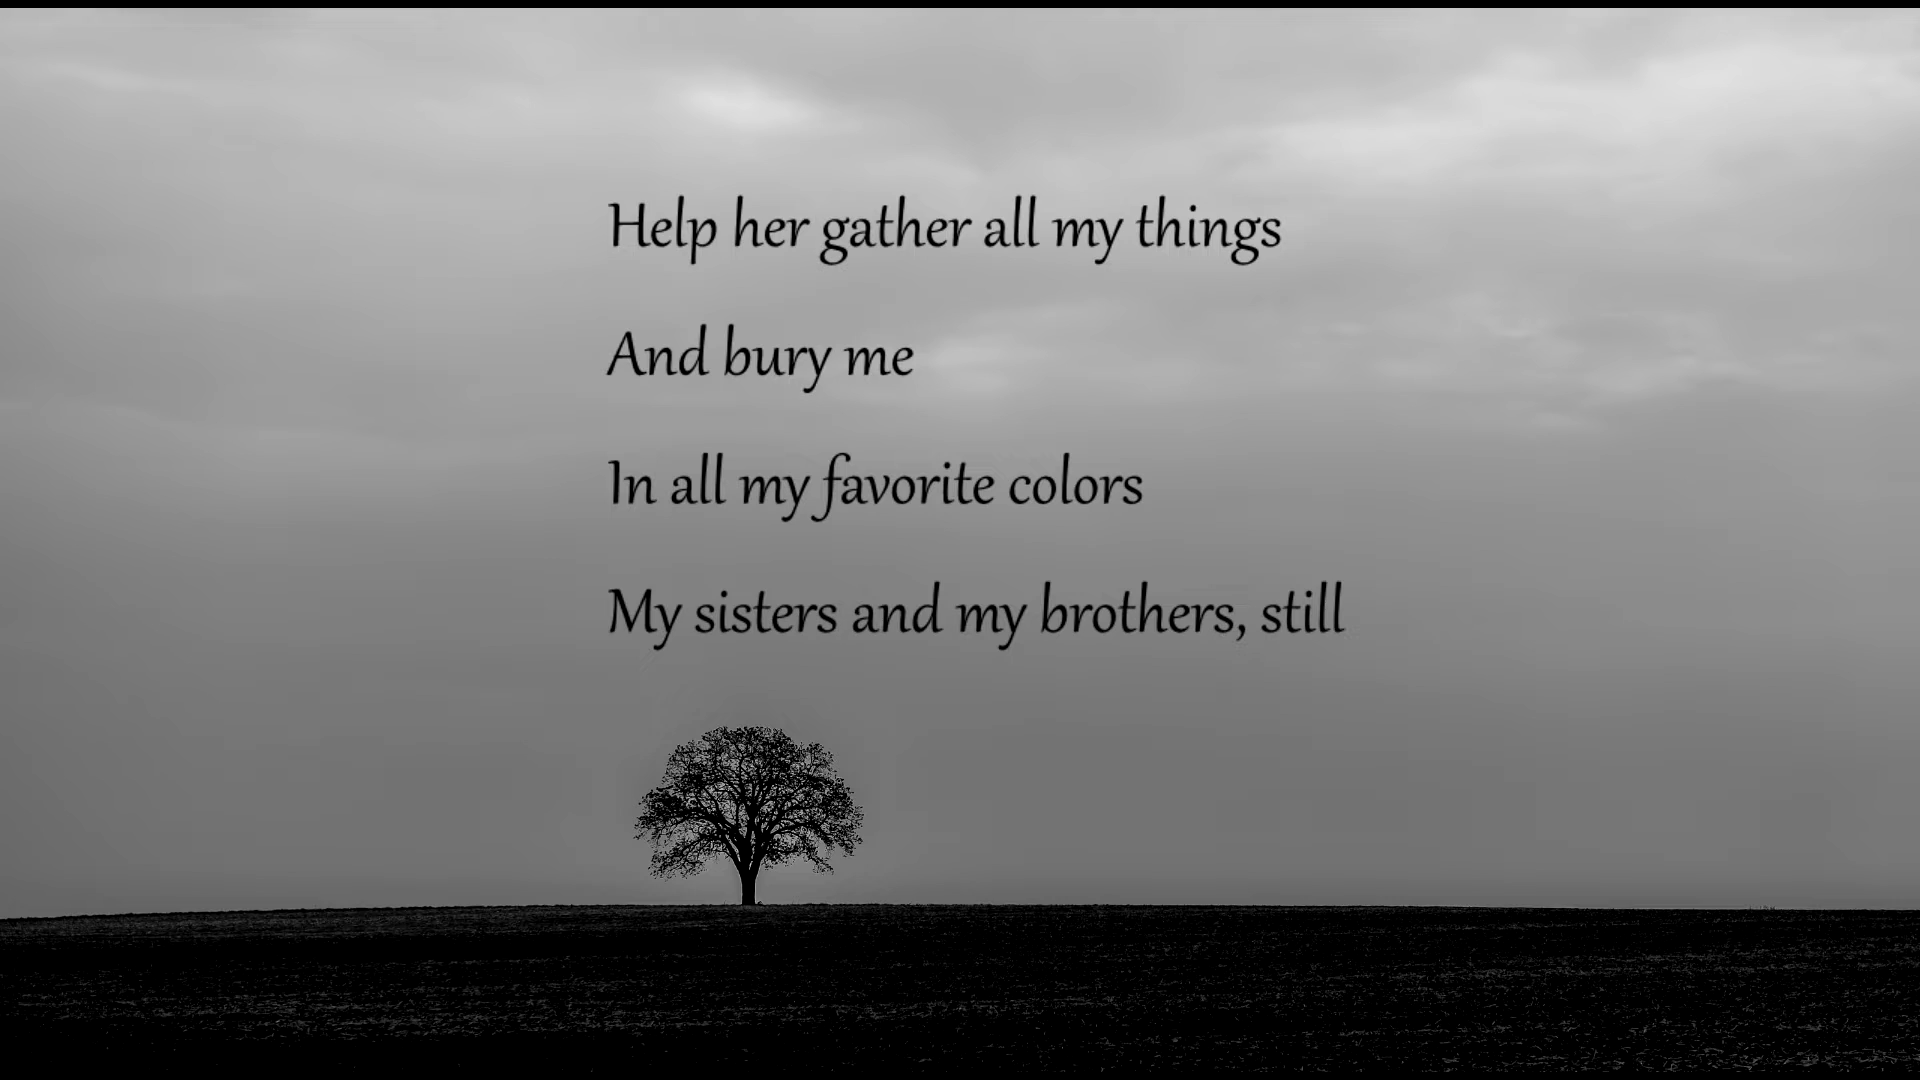 Help her gather all my things
And bury me
In all my favorite colors
My sisters and my brothers, still